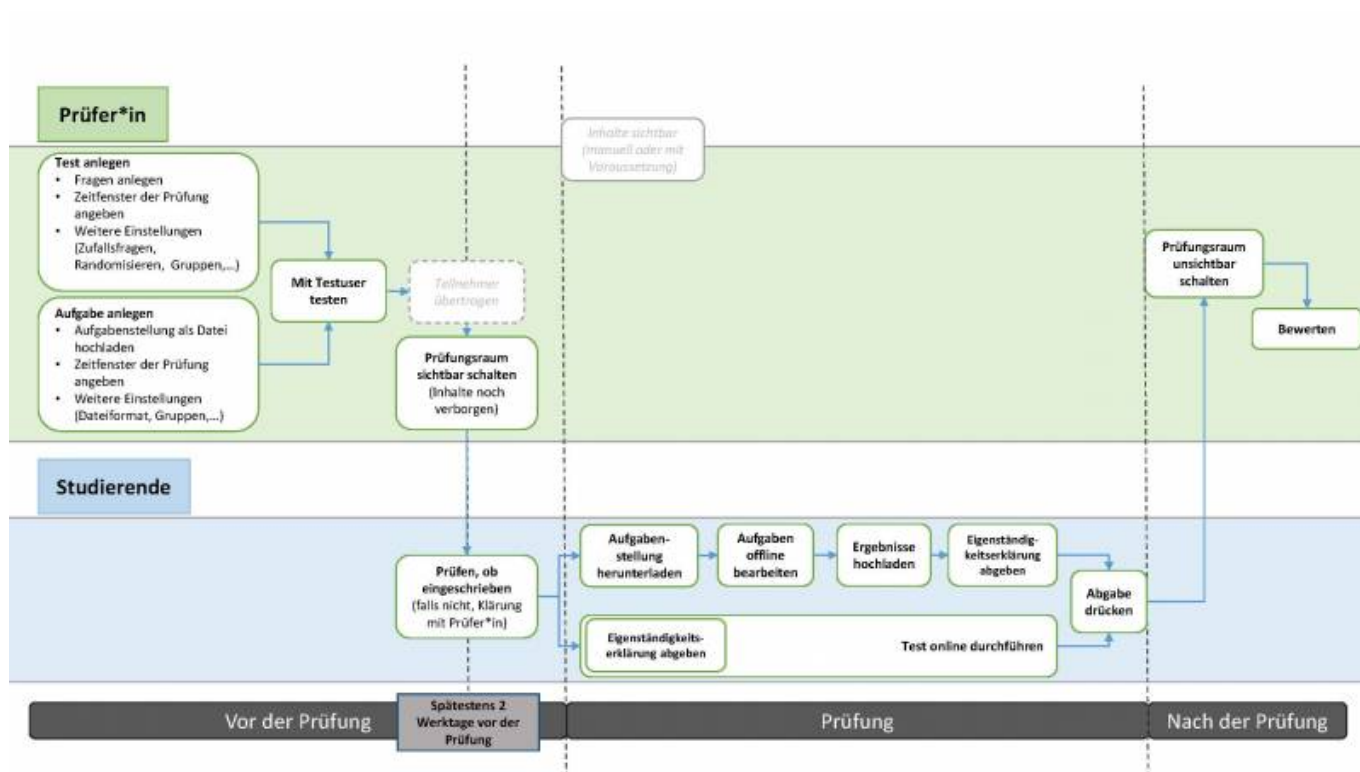 Prüfer*in
Inhalte sichtbar
(manuell oder mit
Voraussetzung)
Test anlegen
• Fragen anlegen
• Zeitfenster der Prüfung
angeben
• Weitere Einstellungen
(Zufallsfragen,
Randomisieren, Gruppen,...)
Mit Testuser
testen
Teilnehmer
übertragen
Prüfungsraum
unsichtbar
schalten
Bewerten
Aufgabe anlegen
• Aufgabenstellung als Datei
hochladen
• Zeitfenster der Prüfung
angeben
• Weitere Einstellungen
(Dateiformat, Gruppen,...)
Prüfungsraum
sichtbar schalten
(Inhalte noch
verborgen)
Studierende
Prüfen, ob
eingeschrieben
(falls nicht, Klärung
mit Prüfer*in)
Aufgaben-
stellung
herunterladen
Aufgaben
offline
bearbeiten
Ergebnisse
hochladen
Eigenständig-
keitserklärung
abgeben
Abgabe
drücken
Eigenständigkeits-
erklärung abgeben
Test online durchführen
Vor der Prüfung
Spätestens 2
Werktage vor der
Prüfung
Prüfung
Nach der Prüfung